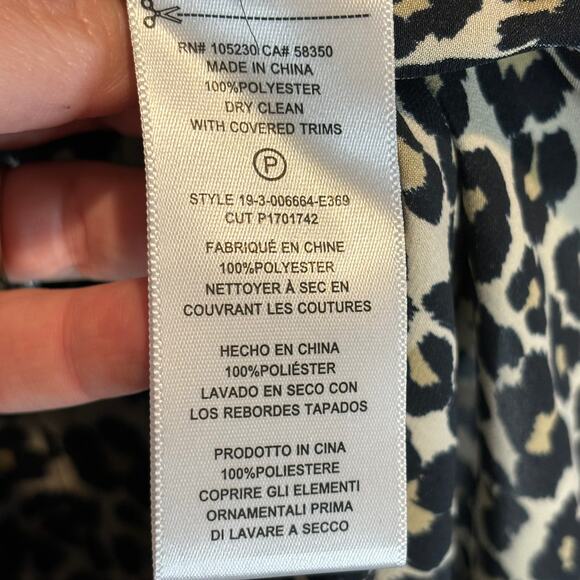 RN# 105230 CA# 58350
MADE IN CHINA
100%POLYESTER
DRY CLEAN
WITH COVERED TRIMS
P
STYLE 19-3-006664-E369
CUT P1701742
FABRIQUÉ EN CHINE
100%POLYESTER
NETTOYER À SEC EN
COUVRANT LES COUTURES
HECHO EN CHINA
100%POLIÉSTER
LAVADO EN SECO CON
LOS REBORDES TAPADOS
PRODOTTO IN CINA
100%POLIESTERE
COPRIRE GLI ELEMENTI
ORNAMENTALI PRIMA
DI LAVARE A SECCO